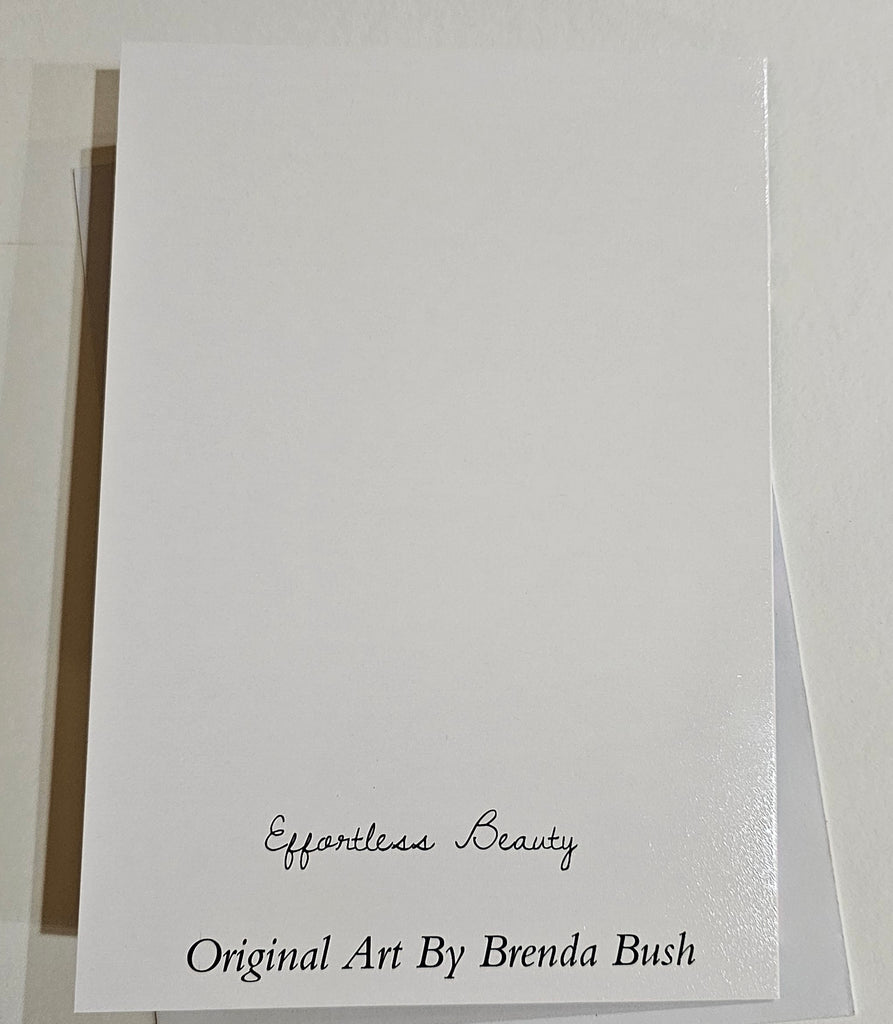 Effortless Beauty
Original Art By Brenda Bush